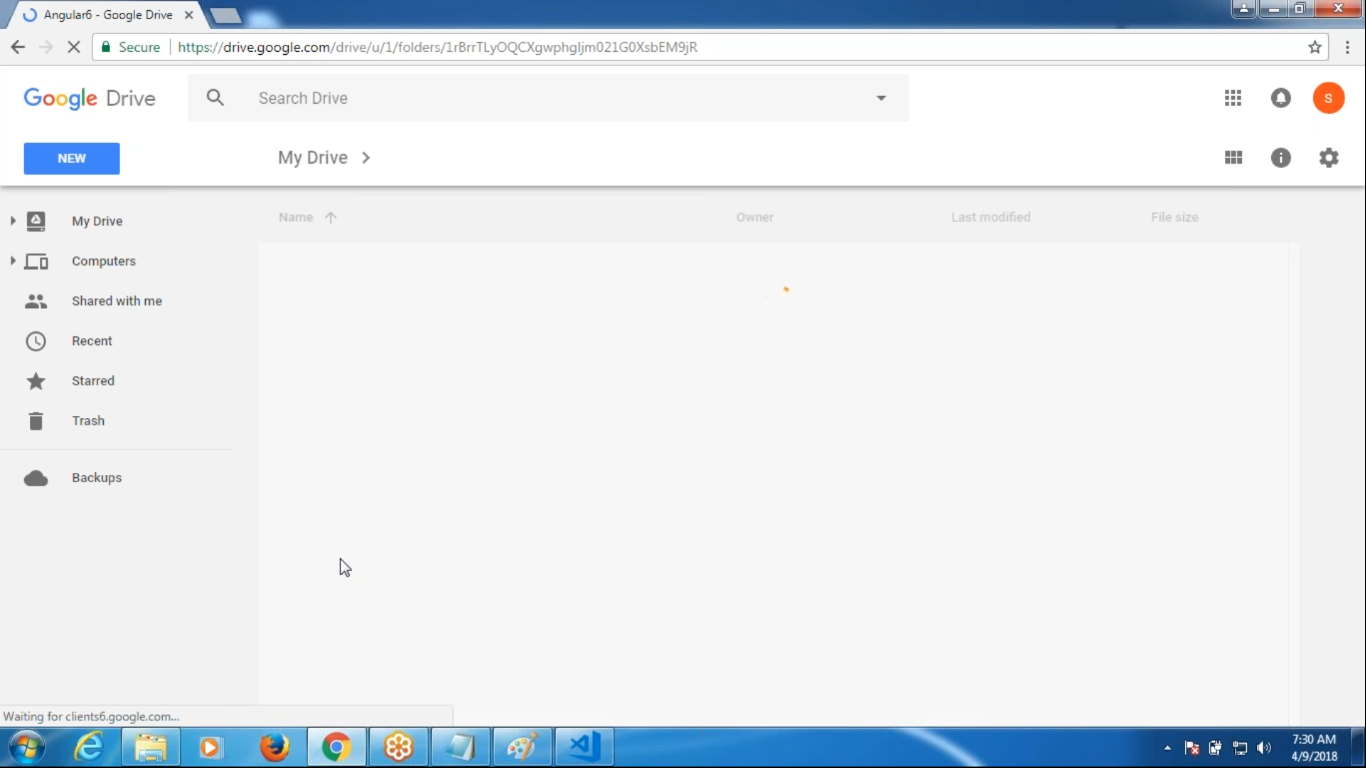 Angular6 - Google Drive
Secure https://drive.google.com/drive/u/1/folders/1rBrrTLyOQCXgwphgIjm021G0XsbEM9jR
Google Drive
Search Drive
S
NEW
My Drive
My Drive
Computers
Shared with me
Recent
Starred
Trash
Backups
Name
Owner
Last modified
File size
Waiting for clients6.google.com...
7:30 AM
4/9/2018